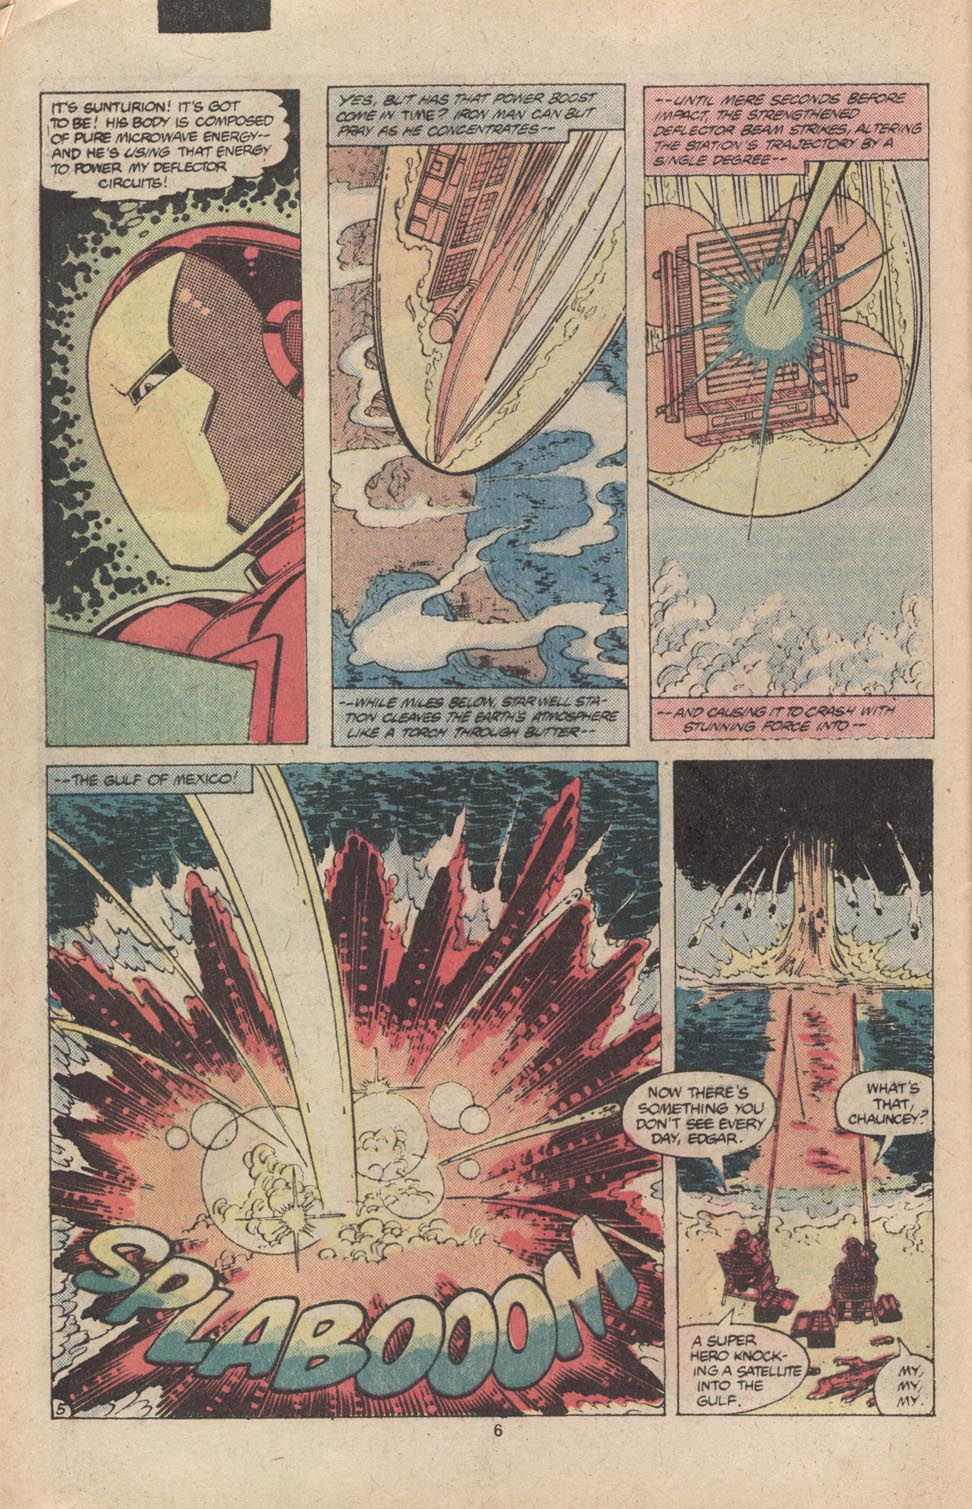 IT'S SUNTURION! IT'S GOT
TO BE! HIS BODY IS COMPOSED
OF PURE MICROWAVE ENERGY--
AND HE'S USING THAT ENERGY
TO POWER MY DEFLECTOR
CIRCUITS!
YES, BUT HAS THAT POWER BOOST
COME IN TIME? IRON MAN CAN BUT
PRAY AS HE CONCENTRATES--
--WHILE MILES BELOW, STAR WELL STA-
TION CLEAVES THE EARTH'S ATMOSPHERE
LIKE A TORCH THROUGH BUTTER--
--UNTIL MERE SECONDS BEFORE
IMPACT, THE STRENGTHENED
DEFLECTOR BEAM STRIKES, ALTERING
THE STATION'S TRAJECTORY BY A
SINGLE DEGREE--
--AND CAUSING IT TO CRASH WITH
STUNNING FORCE INTO--
--THE GULF OF MEXICO!
SPLABOOOM
5
NOW THERE'S
SOMETHING YOU
DON'T SEE EVERY
DAY, EDGAR.
WHAT'S
THAT,
CHAUNCEY?
A SUPER
HERO KNOCK-
ING A SATELLITE
INTO THE
GULF.
MY,
MY,
MY.
6